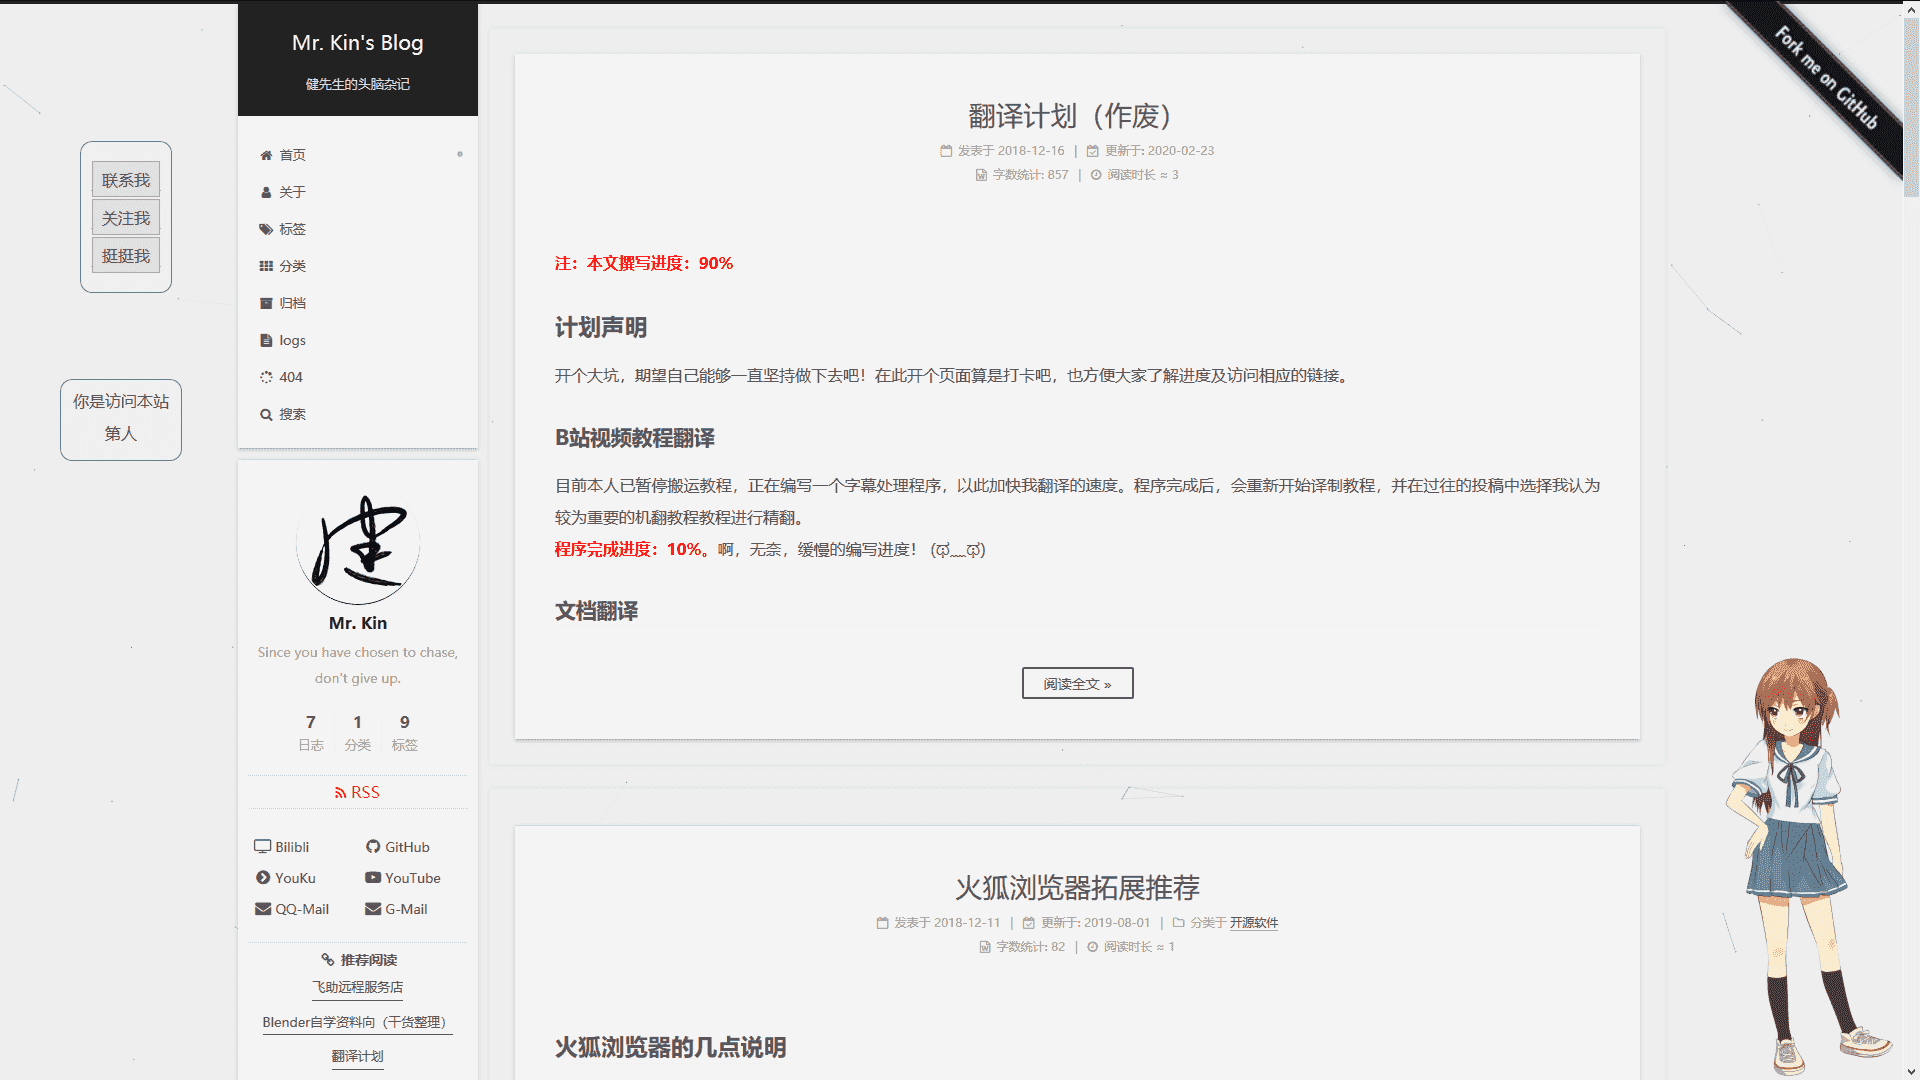 Mr. Kin's Blog
健先生的头脑杂记
首页
关于
标签
分类
归档
logs
404
搜索
联系我
关注我
挺挺我
你是访问本站
第人
Mr. Kin
Since you have chosen to chase,
don't give up.
7 1 9
日志 分类 标签
RSS
Bilibli GitHub
YouKu YouTube
QQ-Mail G-Mail
推荐阅读
飞助远程服务店
Blender自学资料向（干货整理）
翻译计划
Fork me on GitHub
翻译计划（作废）
发表于 2018-12-16 | 更新于: 2020-02-23
字数统计: 857 | 阅读时长 ≈ 3
注：本文撰写进度：90%
计划声明
开个大坑，期望自己能够一直坚持做下去吧！在此开个页面算是打卡吧，也方便大家了解进度及访问相应的链接。
B站视频教程翻译
目前本人已暂停搬运教程，正在编写一个字幕处理程序，以此加快我翻译的速度。程序完成后，会重新开始译制教程，并在过往的投稿中选择我认为
较为重要的机翻教程教程进行精翻。
程序完成进度：10%。啊，无奈，缓慢的编写进度！
文档翻译
阅读全文 »
火狐浏览器拓展推荐
发表于 2018-12-11 | 更新于: 2019-08-01 | 分类于 开源软件
字数统计: 82 | 阅读时长 ≈ 1
火狐浏览器的几点说明